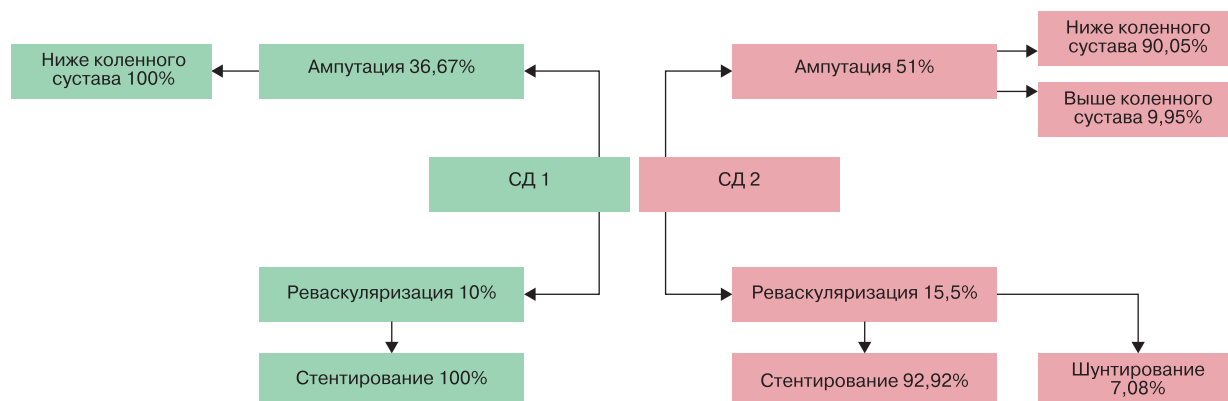 Ниже коленного
сустава 100%
Ампутация 36,67%
Ампутация 51%
Ниже коленного
сустава 90,05%
Выше коленного
сустава 9,95%
СД 1
СД 2
Реваскуляризация 10%
Реваскуляризация 15,5%
Стентирование 100%
Стентирование 92,92%
Шунтирование
7,08%